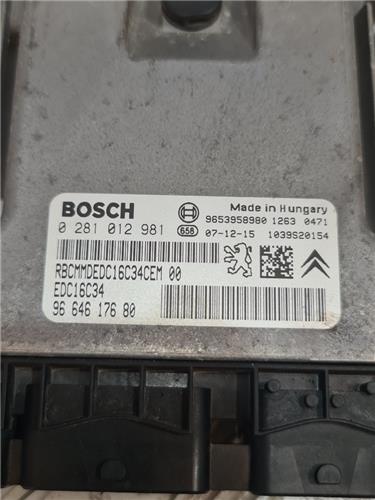 BOSCH
Made in Hungary
9653958980 1263 0471
0 281 012 981
658 07-12-15 1039S20154
RBCMMDEDC16C34CEM 00
EDC16C34
96 646 176 80